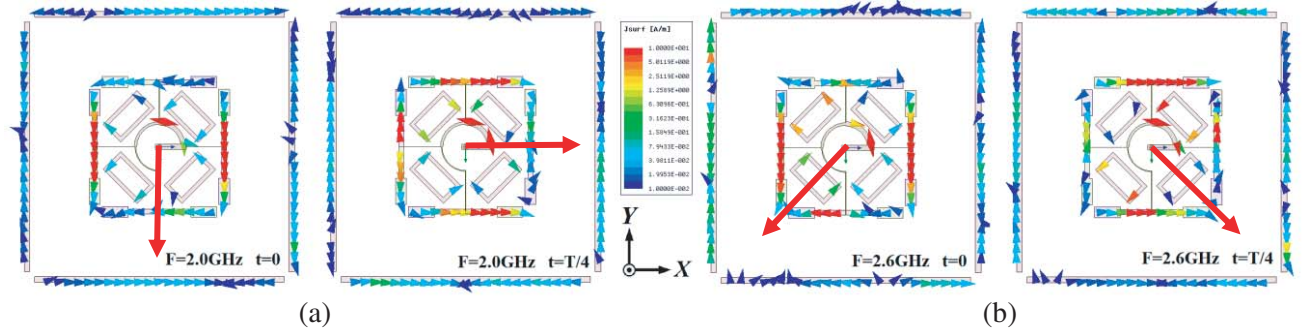 Jsurf [A/m]
1.0000E+001
5.0119E+000
2.5119E+000
1.2589E+000
6.3096E-001
3.1623E-001
1.5849E-001
7.9433E-002
3.9811E-002
1.9953E-002
1.0000E-002
Y
X
F=2.0GHz t=0
F=2.0GHz t=T/4
F=2.6GHz t=0
F=2.6GHz t=T/4
(a)
(b)